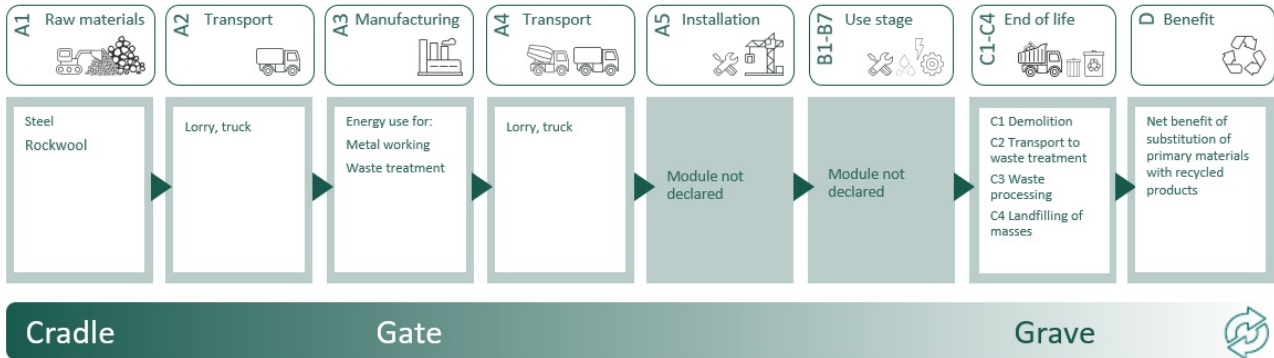 A1 Raw materials
A2 Transport
A3 Manufacturing
A4 Transport
A5 Installation
B1-B7 Use stage
C1-C4 End of life
D Benefit
Steel
Rockwool
Lorry, truck
Energy use for:
Metal working
Waste treatment
Lorry, truck
Module not
declared
Module not
declared
C1 Demolition
C2 Transport to
waste treatment
C3 Waste
processing
C4 Landfilling of
masses
Net benefit of
substitution of
primary materials
with recycled
products
Cradle
Gate
Grave